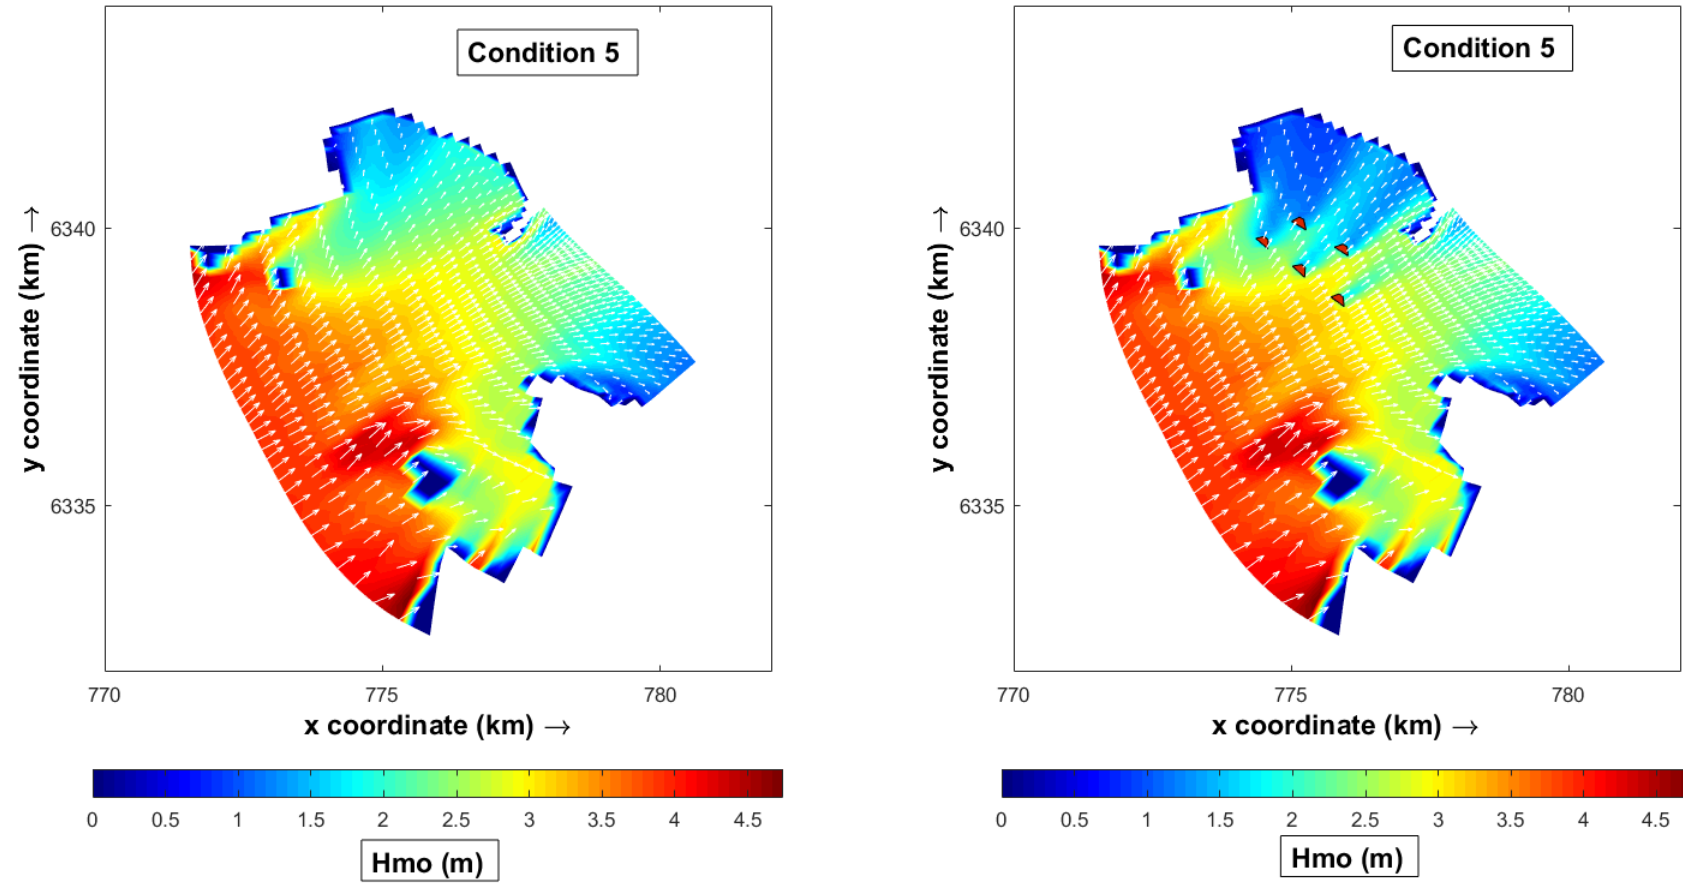 Condition 5
y coordinate (km) →
6340
6335
770 775 780
x coordinate (km) →
0 0.5 1 1.5 2 2.5 3 3.5 4 4.5
Hmo (m)
Condition 5
y coordinate (km) →
6340
6335
770 775 780
x coordinate (km) →
0 0.5 1 1.5 2 2.5 3 3.5 4 4.5
Hmo (m)